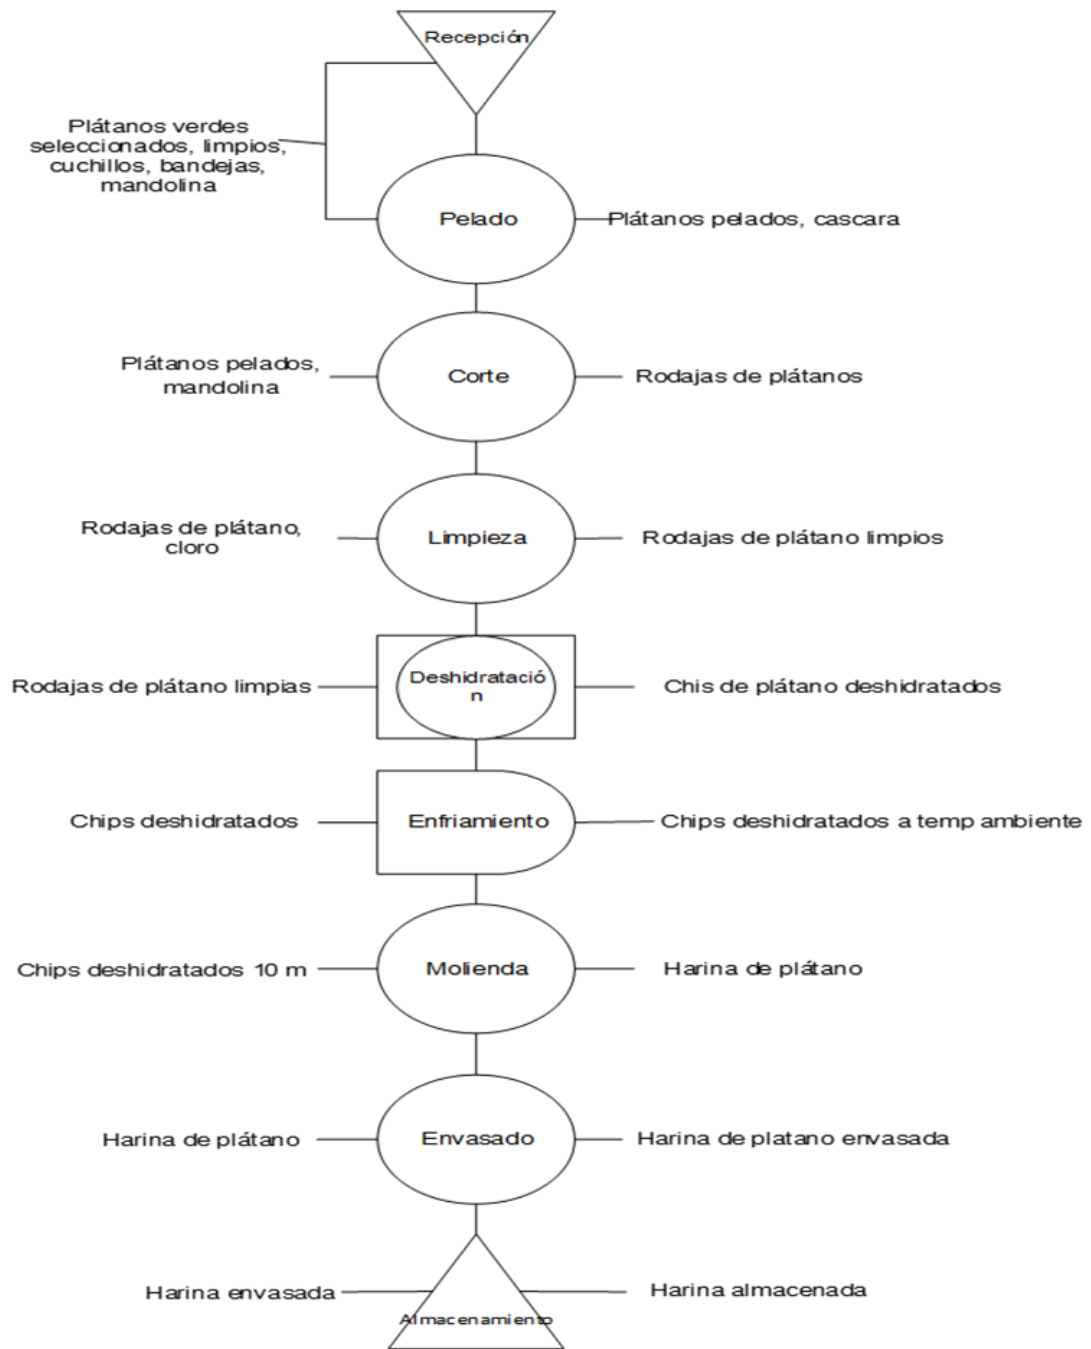 Recepción
Plátanos verdes
seleccionados, limpios,
cuchillos, bandejas,
mandolina
Pelado
Plátanos pelados, cascara
Plátanos pelados,
mandolina
Corte
Rodajas de plátanos
Rodajas de plátano,
cloro
Limpieza
Rodajas de plátano limpios
Rodajas de plátano limpias
Deshidratació
n
Chis de plátano deshidratados
Chips deshidratados
Enfriamiento
Chips deshidratados a temp ambiente
Chips deshidratados 10 m
Molienda
Harina de plátano
Harina de plátano
Envasado
Harina de platano envasada
Harina envasada
Almacenamiento
Harina almacenada